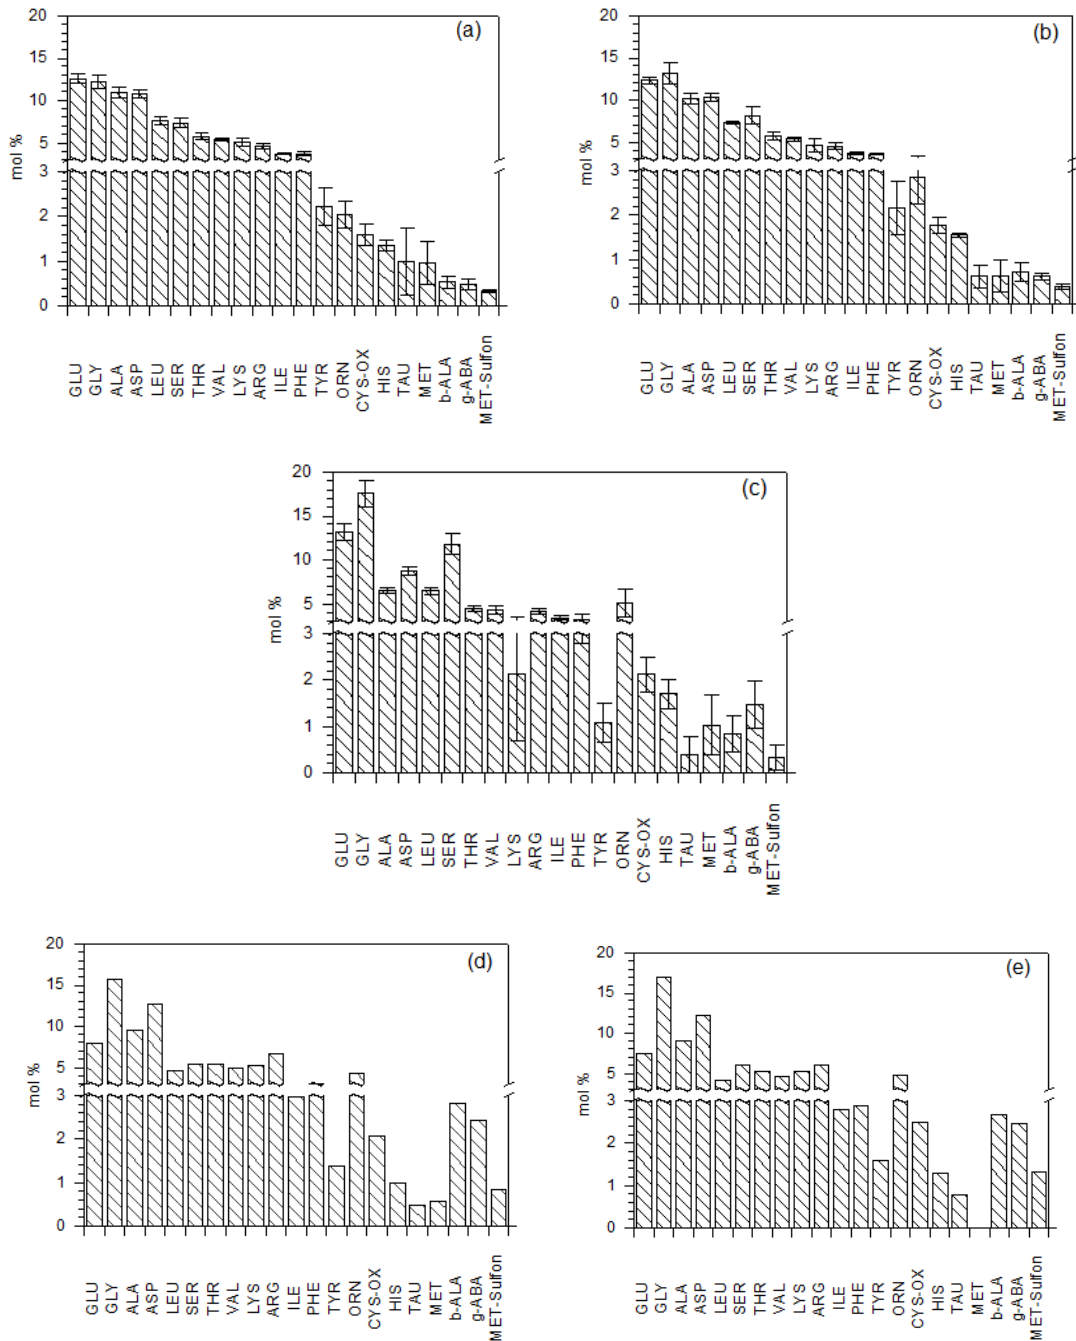 (a)
20
15
10
5
3
2
1
0
mol %
GLU
GLY
ALA
ASP
LEU
SER
THR
VAL
LYS
ARG
ILE
PHE
TYR
ORN
CYS-OX
HIS
TAU
MET
b-ALA
g-ABA
MET-Sulfon
(b)
20
15
10
5
3
2
1
0
mol %
GLU
GLY
ALA
ASP
LEU
SER
THR
VAL
LYS
ARG
ILE
PHE
TYR
ORN
CYS-OX
HIS
TAU
MET
b-ALA
g-ABA
MET-Sulfon
(c)
20
15
10
5
3
2
1
0
mol %
GLU
GLY
ALA
ASP
LEU
SER
THR
VAL
LYS
ARG
ILE
PHE
TYR
ORN
CYS-OX
HIS
TAU
MET
b-ALA
g-ABA
MET-Sulfon
(d)
20
15
10
5
3
2
1
0
mol %
GLU
GLY
ALA
ASP
LEU
SER
THR
VAL
LYS
ARG
ILE
PHE
TYR
ORN
CYS-OX
HIS
TAU
MET
b-ALA
g-ABA
MET-Sulfon
(e)
20
15
10
5
3
2
1
0
mol %
GLU
GLY
ALA
ASP
LEU
SER
THR
VAL
LYS
ARG
ILE
PHE
TYR
ORN
CYS-OX
HIS
TAU
MET
b-ALA
g-ABA
MET-Sulfon